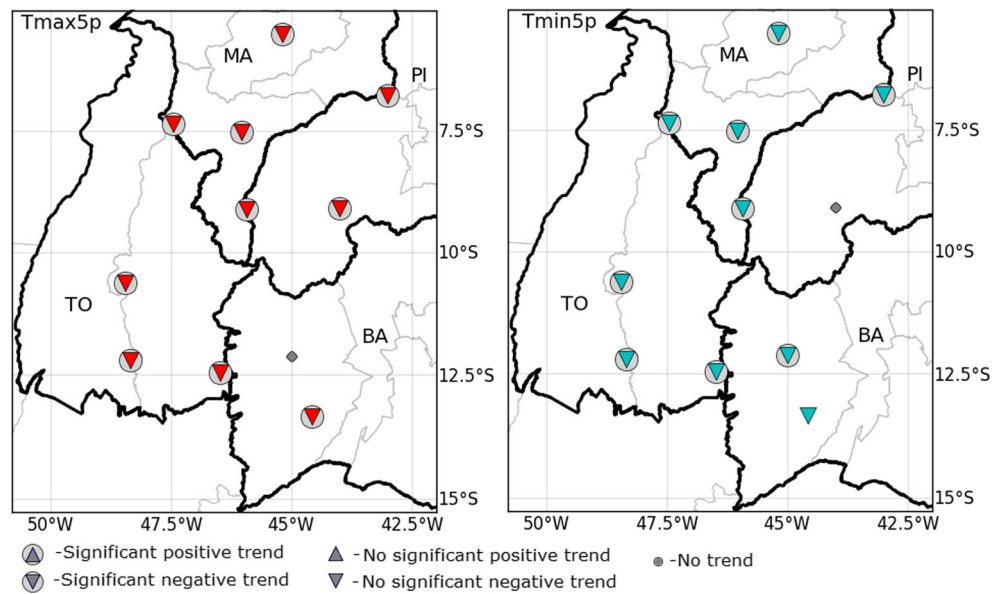 Tmax5p
MA
PI
TO
BA
7.5°S
10°S
12.5°S
15°S
50°W 47.5°W 45°W 42.5°W
Tmin5p
MA
PI
TO
BA
7.5°S
10°S
12.5°S
15°S
50°W 47.5°W 45°W 42.5°W
-Significant positive trend
-No significant positive trend
-No trend
-Significant negative trend
-No significant negative trend